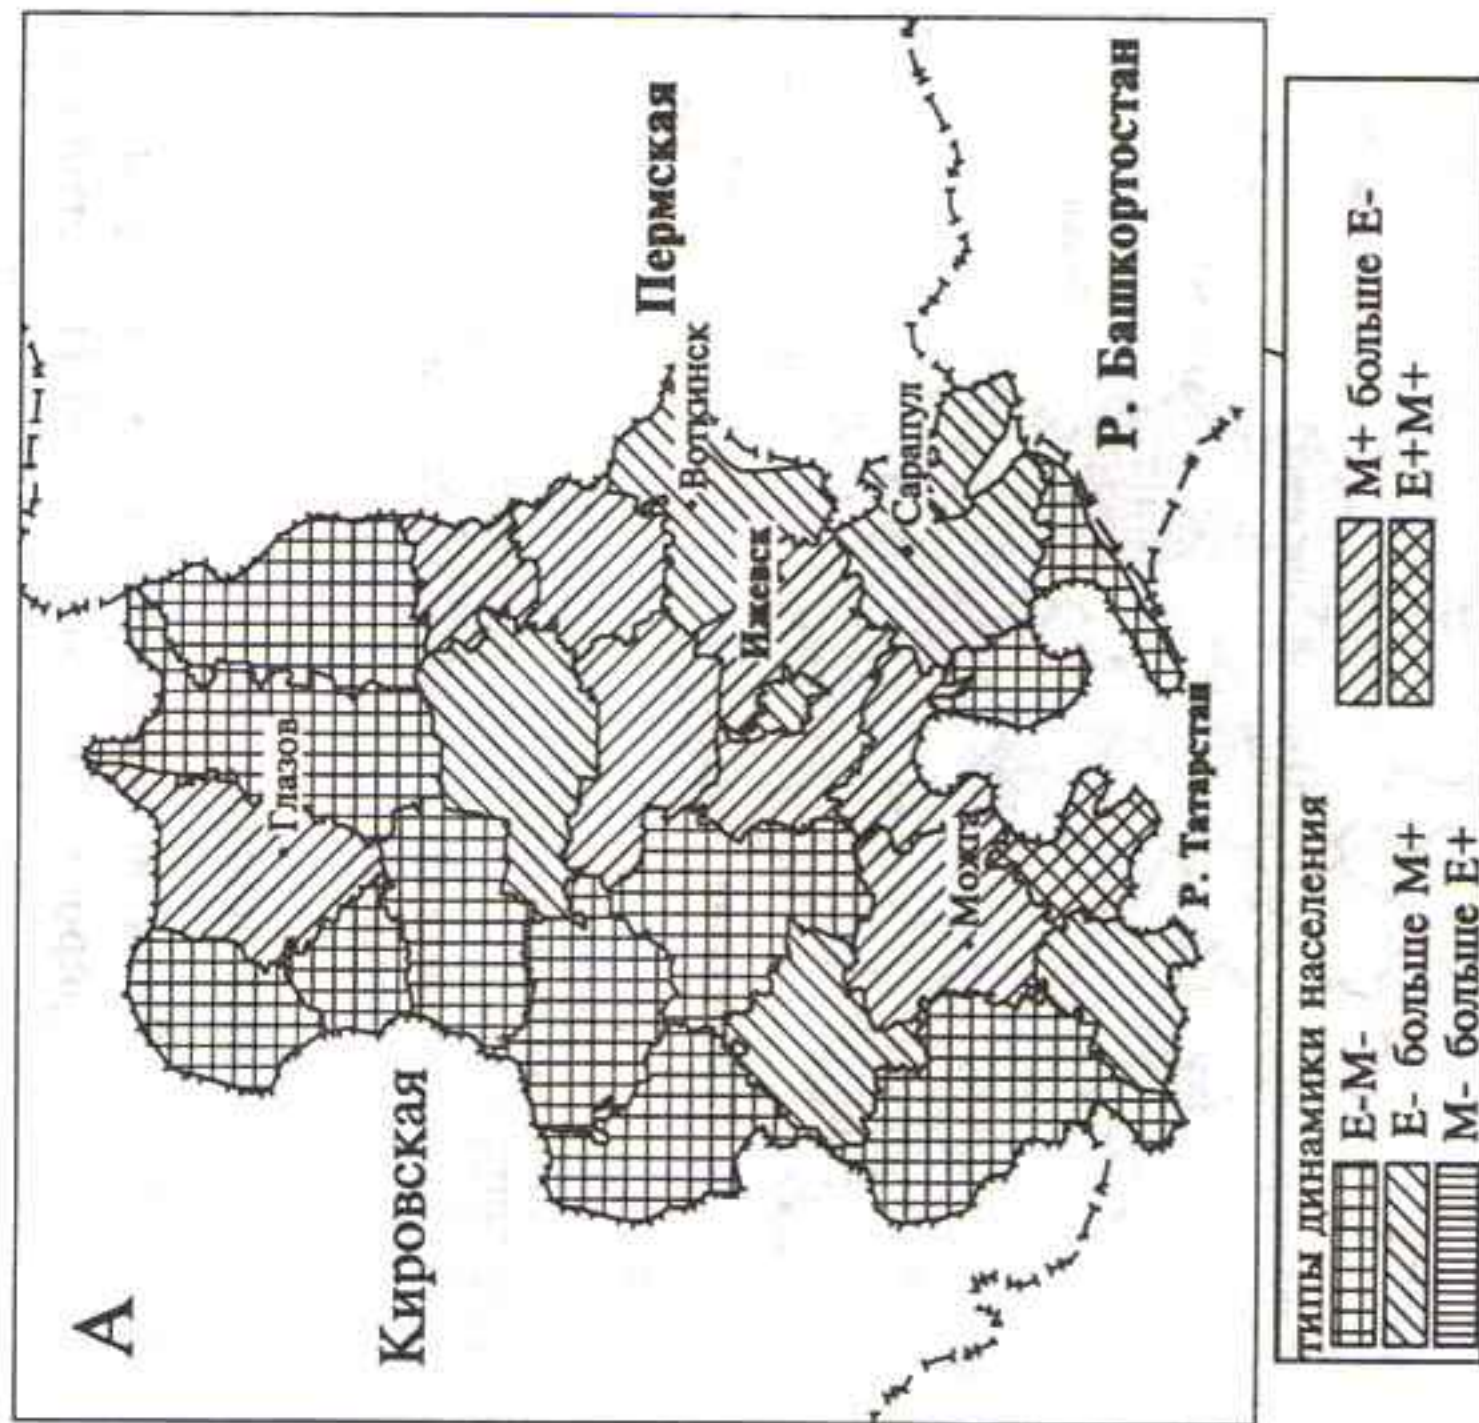 А
Кировская
Пермская
Глазов
Воткинск
Ижевск
Сарапул
Можга
Р. Башкортостан
Р. Татарстан
типы динамики населения
Е-М-
Е- больше М+
М- больше Е+
М+ больше Е-
Е+М+